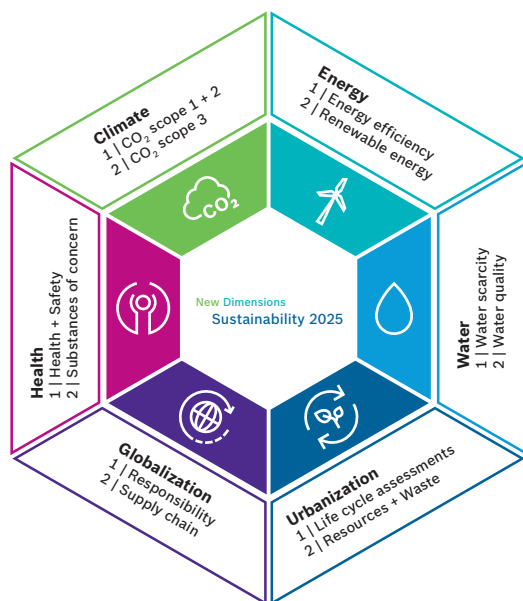 Climate
1 | CO₂ scope 1 + 2
2 | CO₂ scope 3
Energy
1 | Energy efficiency
2 | Renewable energy
CO₂
Health
1 | Health + Safety
2 | Substances of concern
New Dimensions
Sustainability 2025
Water
1 | Water scarcity
2 | Water quality
Globalization
1 | Responsibility
2 | Supply chain
Urbanization
1 | Life cycle assessments
2 | Resources + Waste